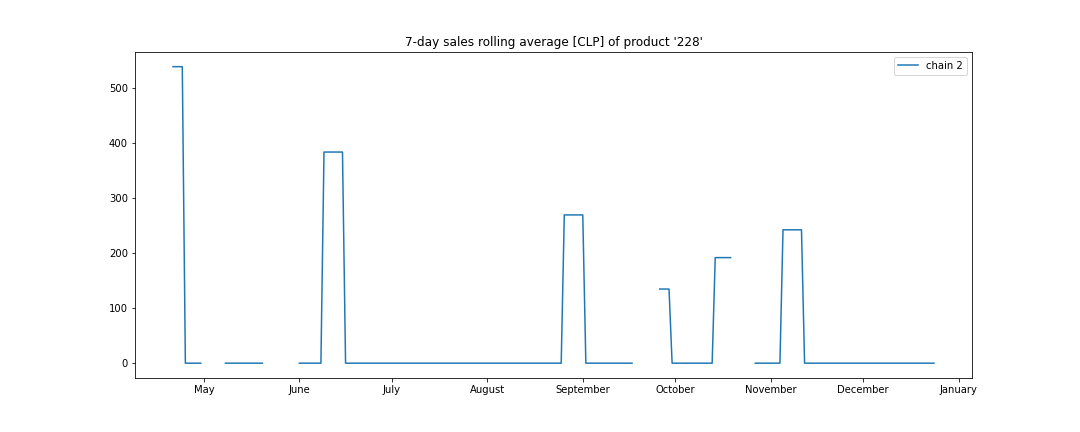 7-day sales rolling average [CLP] of product '228'
chain 2
500
400
300
200
100
0
May June July August September October November December January